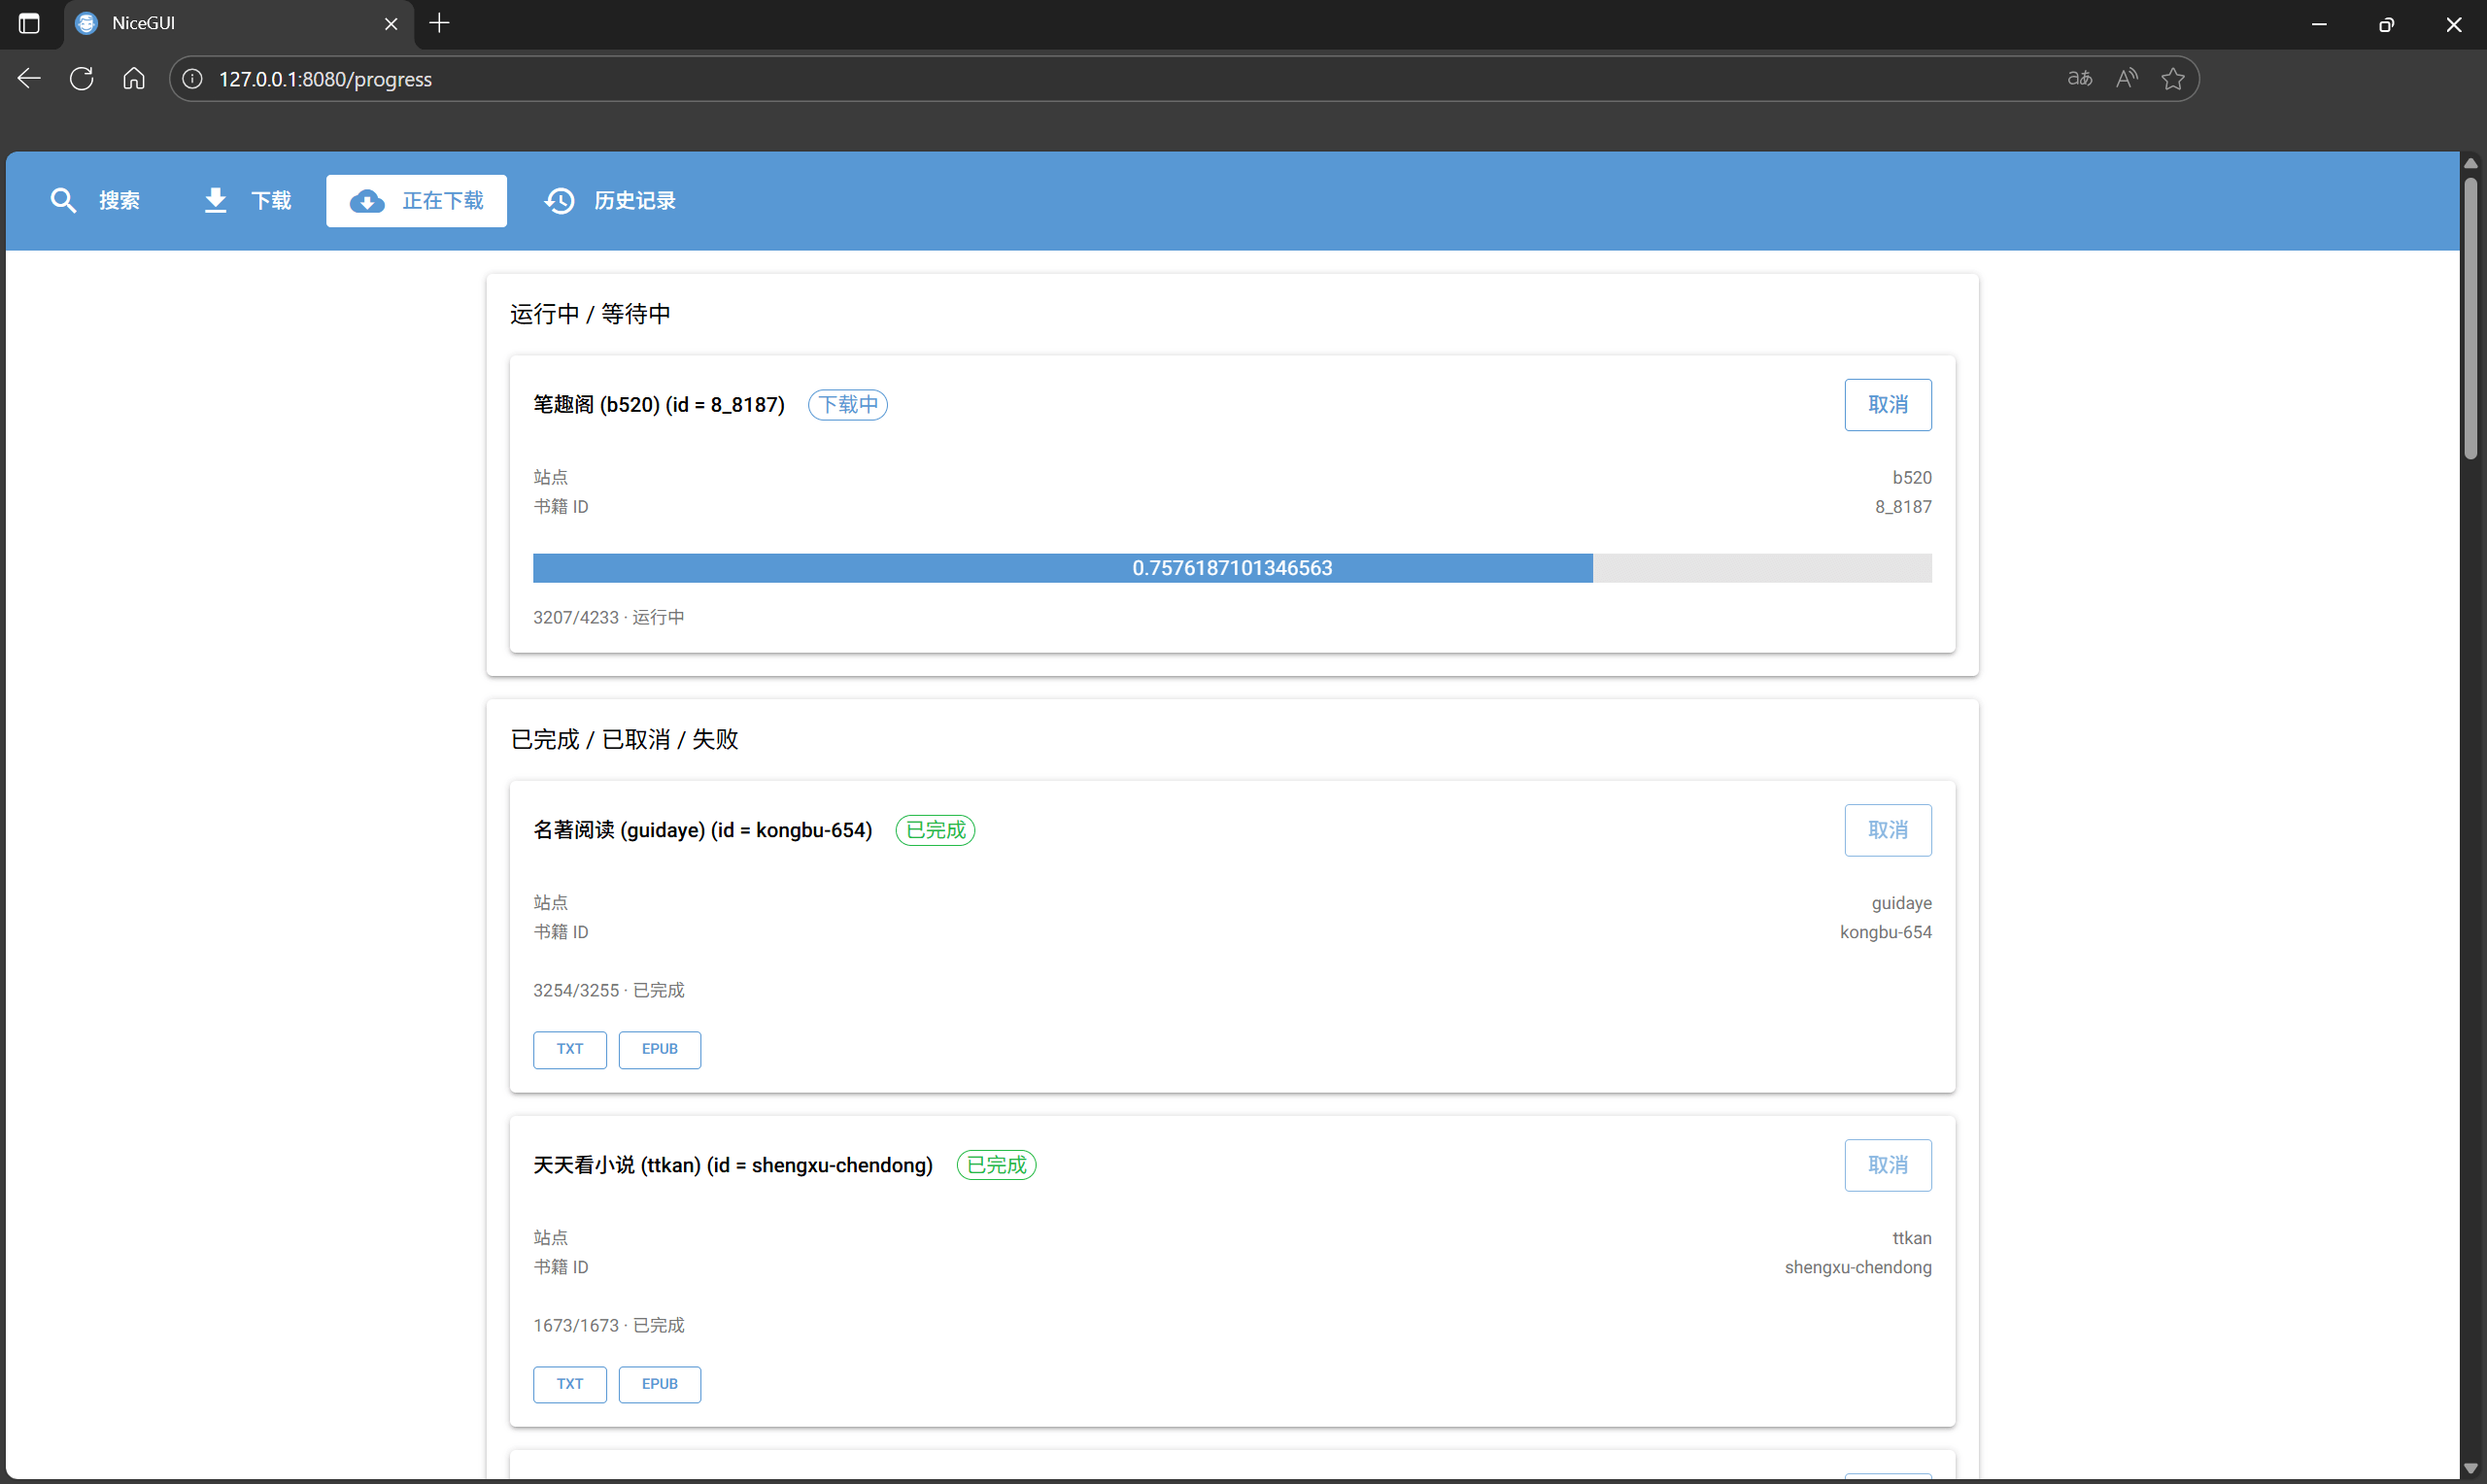 NiceGUI
127.0.0.1:8080/progress
搜索 下载 正在下载 历史记录
运行中 / 等待中
笔趣阁 (b520) (id = 8_8187) 下载中 取消
站点 b520
书籍 ID 8_8187
0.7576187101346563
3207/4233 · 运行中
已完成 / 已取消 / 失败
名著阅读 (guidaye) (id = kongbu-654) 已完成 取消
站点 guidaye
书籍 ID kongbu-654
3254/3255 · 已完成
TXT EPUB
天天看小说 (ttkan) (id = shengxu-chendong) 已完成 取消
站点 ttkan
书籍 ID shengxu-chendong
1673/1673 · 已完成
TXT EPUB